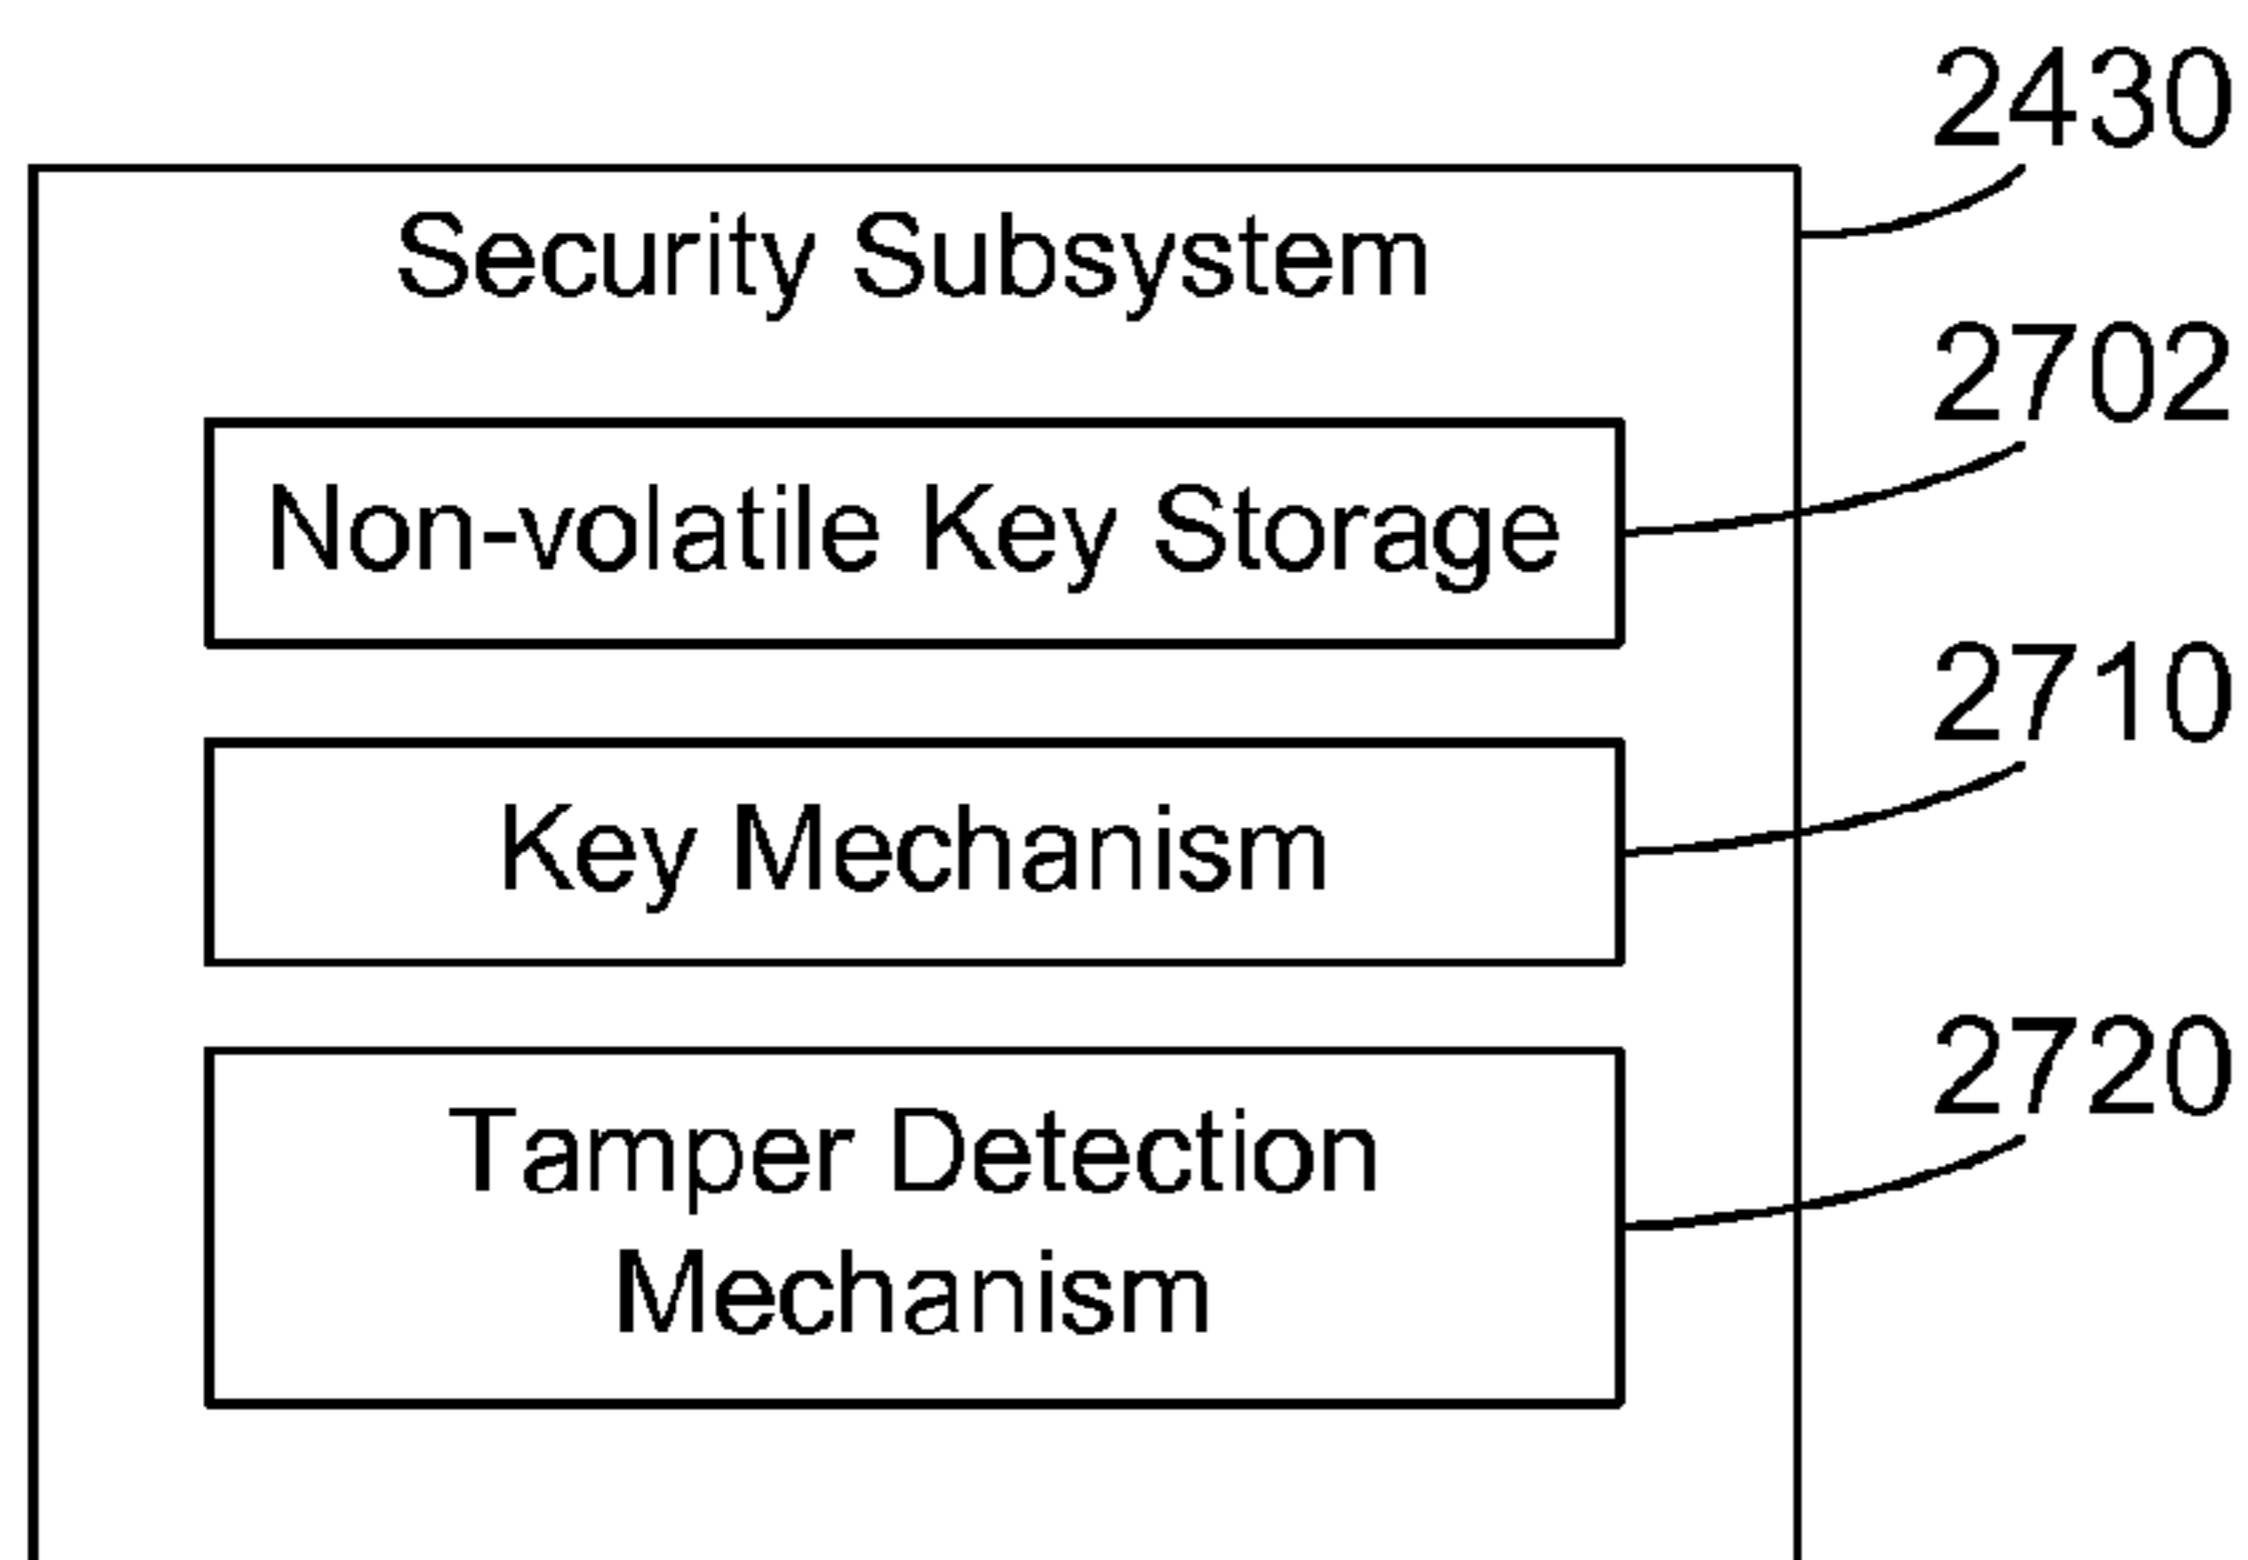 2430
Security Subsystem
2702
Non-volatile Key Storage
2710
Key Mechanism
2720
Tamper Detection
Mechanism